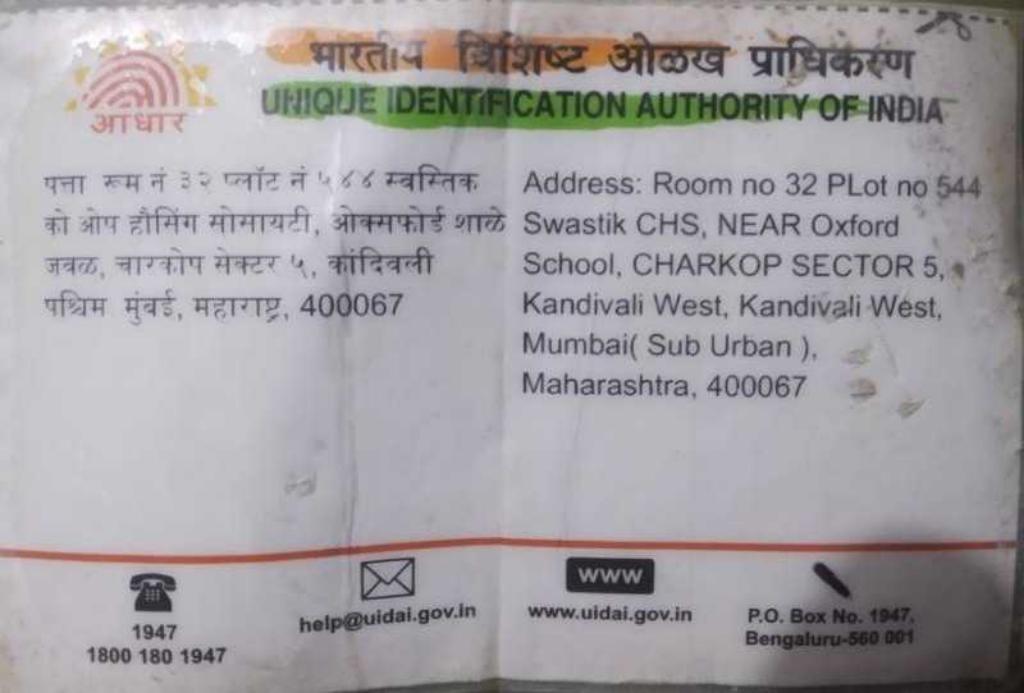 आधार
भारतीय विशिष्ट ओळख प्राधिकरण
UNIQUE IDENTIFICATION AUTHORITY OF INDIA
पत्ता रूम नं ३२ प्लॉट नं ५४४ स्वस्तिक
को ओप हौसिंग सोसायटी, ओक्सफोर्ड शाळे
जवळ, चारकोप सेक्टर ५, कांदिवली
पश्चिम मुंबई, महाराष्ट्र, 400067
Address: Room no 32 PLot no 544
Swastik CHS, NEAR Oxford
School, CHARKOP SECTOR 5,
Kandivali West, Kandivali West,
Mumbai( Sub Urban ),
Maharashtra, 400067
1947
1800 180 1947
help@uidai.gov.in
www
www.uidai.gov.in
P.O. Box No. 1947,
Bengaluru-560 001